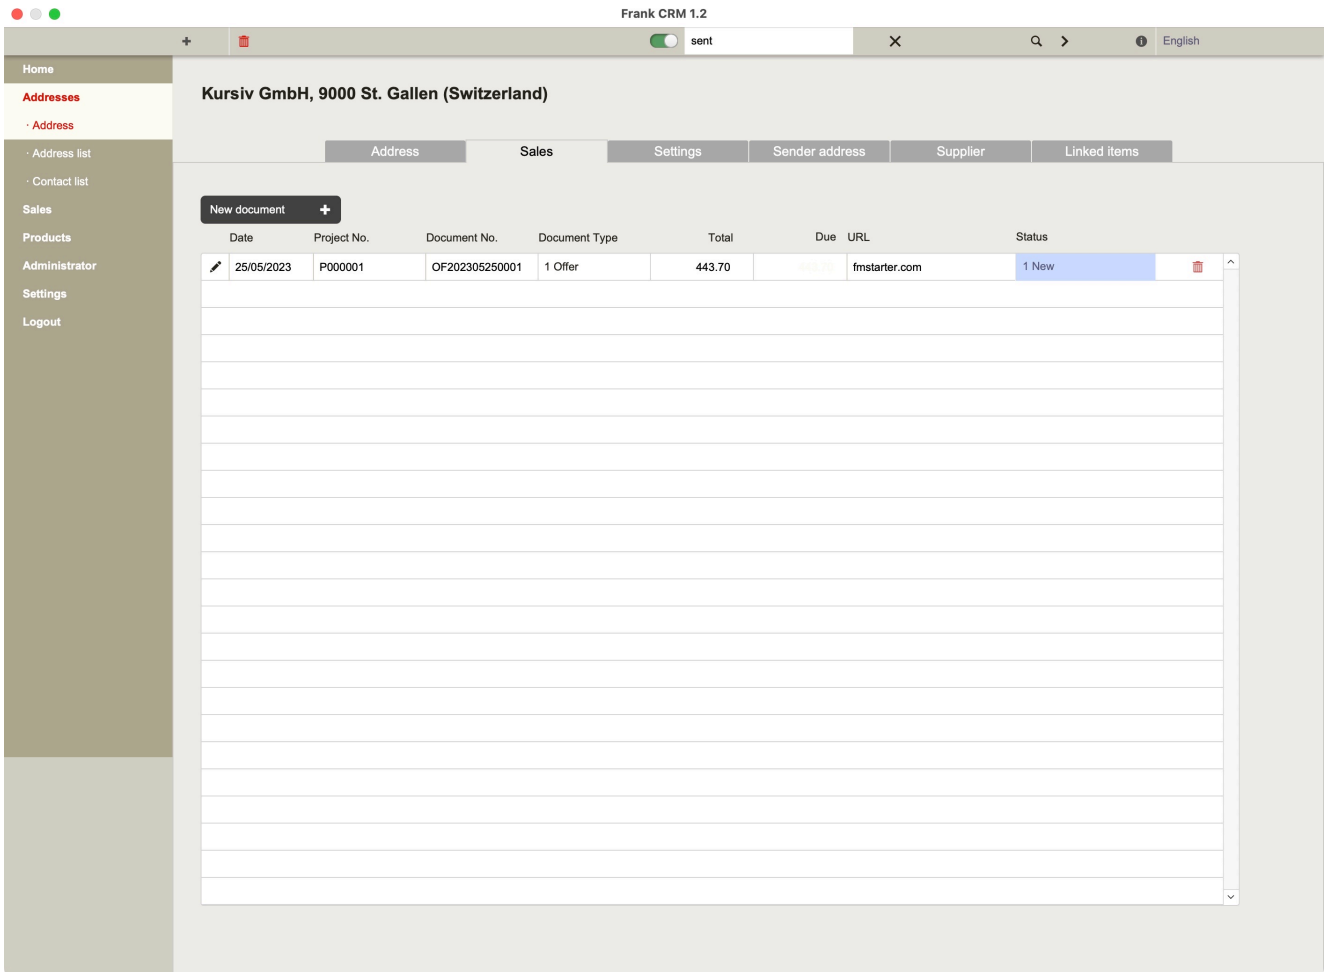 Frank CRM 1.2
sent
English
Home
Addresses
· Address
· Address list
· Contact list
Sales
Products
Administrator
Settings
Logout
Kursiv GmbH, 9000 St. Gallen (Switzerland)
Address Sales Settings Sender address Supplier Linked items
New document
Date Project No. Document No. Document Type Total Due URL Status
25/05/2023 P000001 OF202305250001 1 Offer 443.70 fmstarter.com 1 New